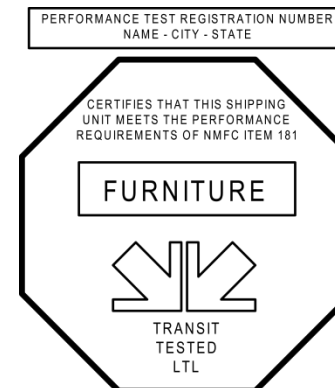 PERFORMANCE TEST REGISTRATION NUMBER
NAME - CITY - STATE
CERTIFIES THAT THIS SHIPPING
UNIT MEETS THE PERFORMANCE
REQUIREMENTS OF NMFC ITEM 181
FURNITURE
TRANSIT
TESTED
LTL